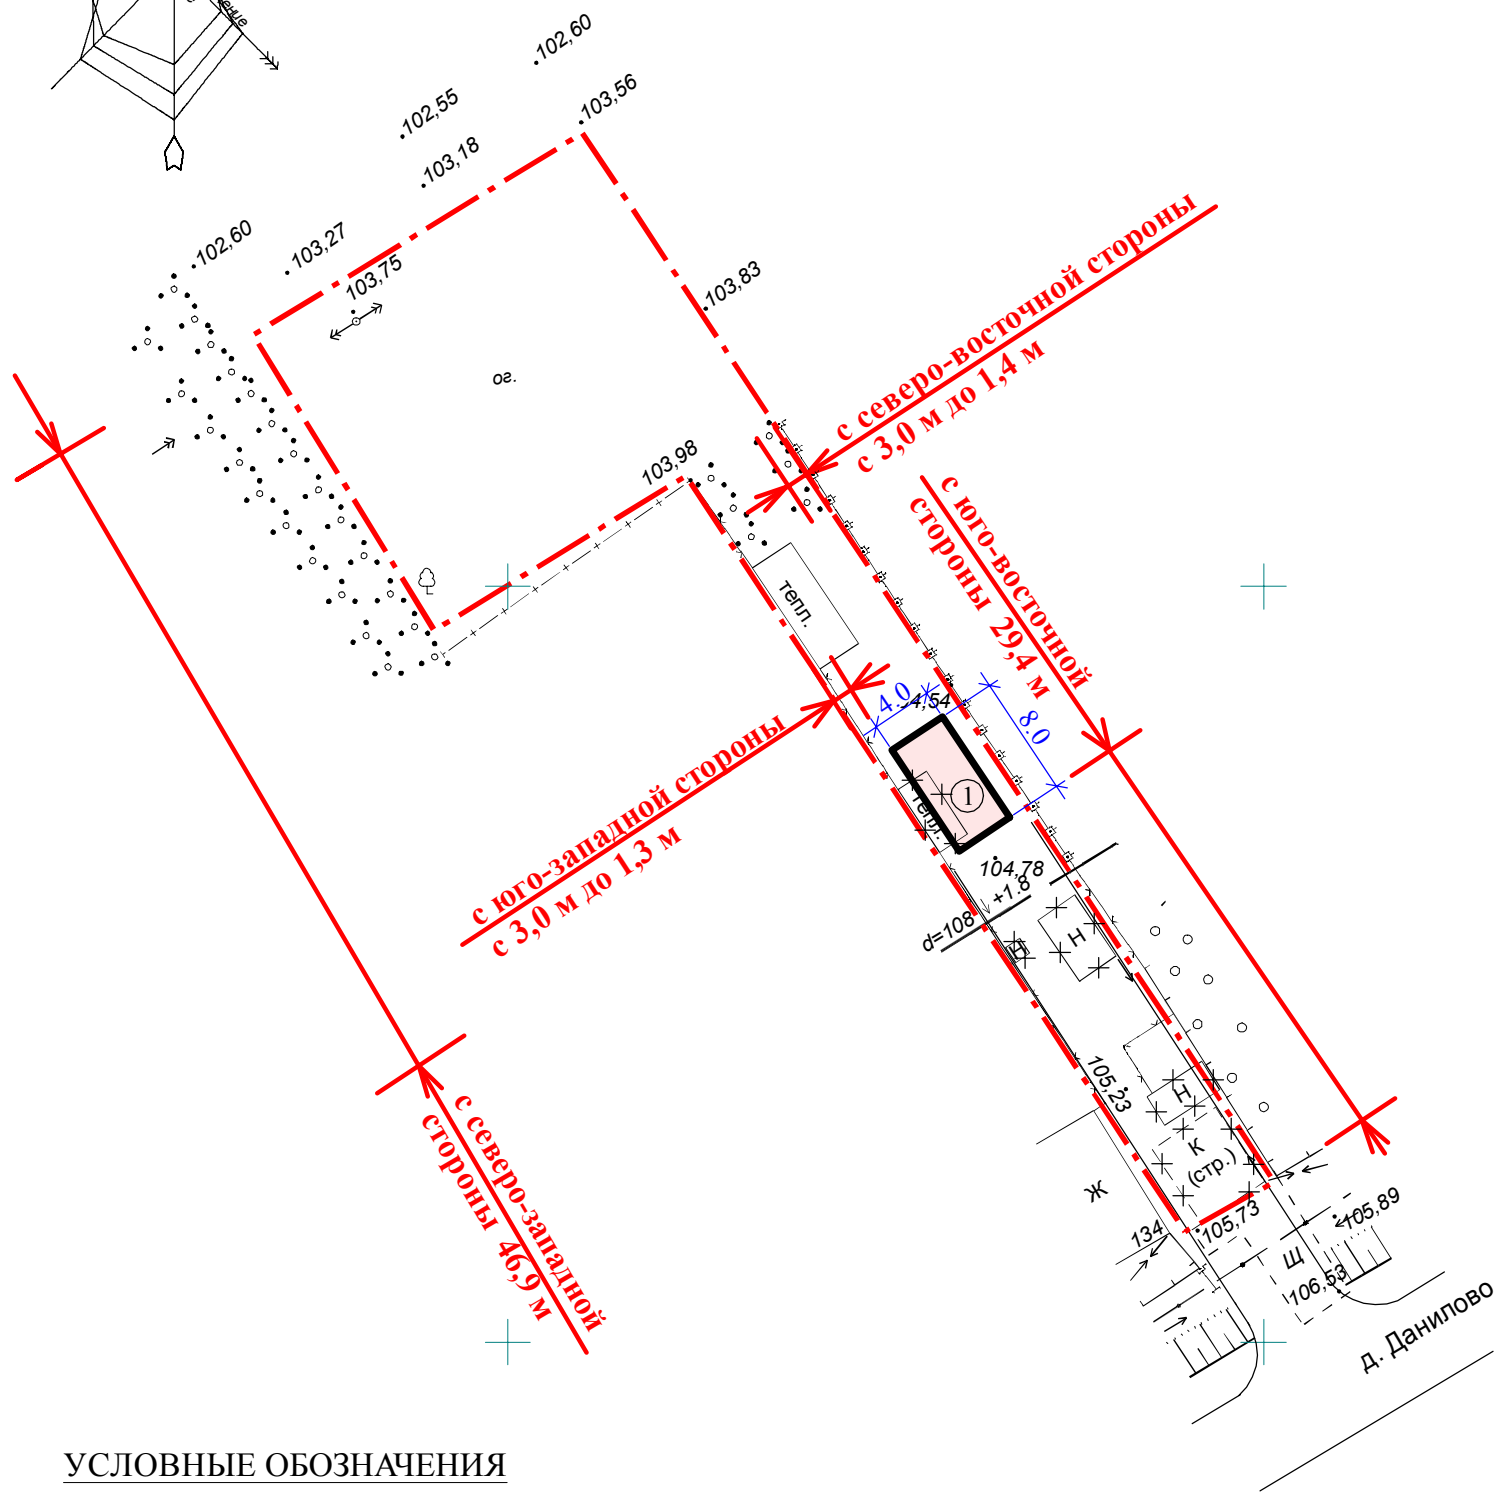 102,60
102,55
103,56
103,18
102,60
103,27
103,75
103,83
ог.
с северо-восточной стороны
с 3,0 м до 1,4 м
103,98
с юго-восточной
стороны 29,4 м
тепл.
4.0
8.0
с юго-западной стороны
с 3,0 м до 1,3 м
1
тепл.
104,78
+1.8
d=108
Н
Н
105,23
Н
К
(стр.)
Ж
с северо-западной
стороны 46,9 м
134
105,73
105,89
Щ
106,53
д. Данилово
УСЛОВНЫЕ ОБОЗНАЧЕНИЯ